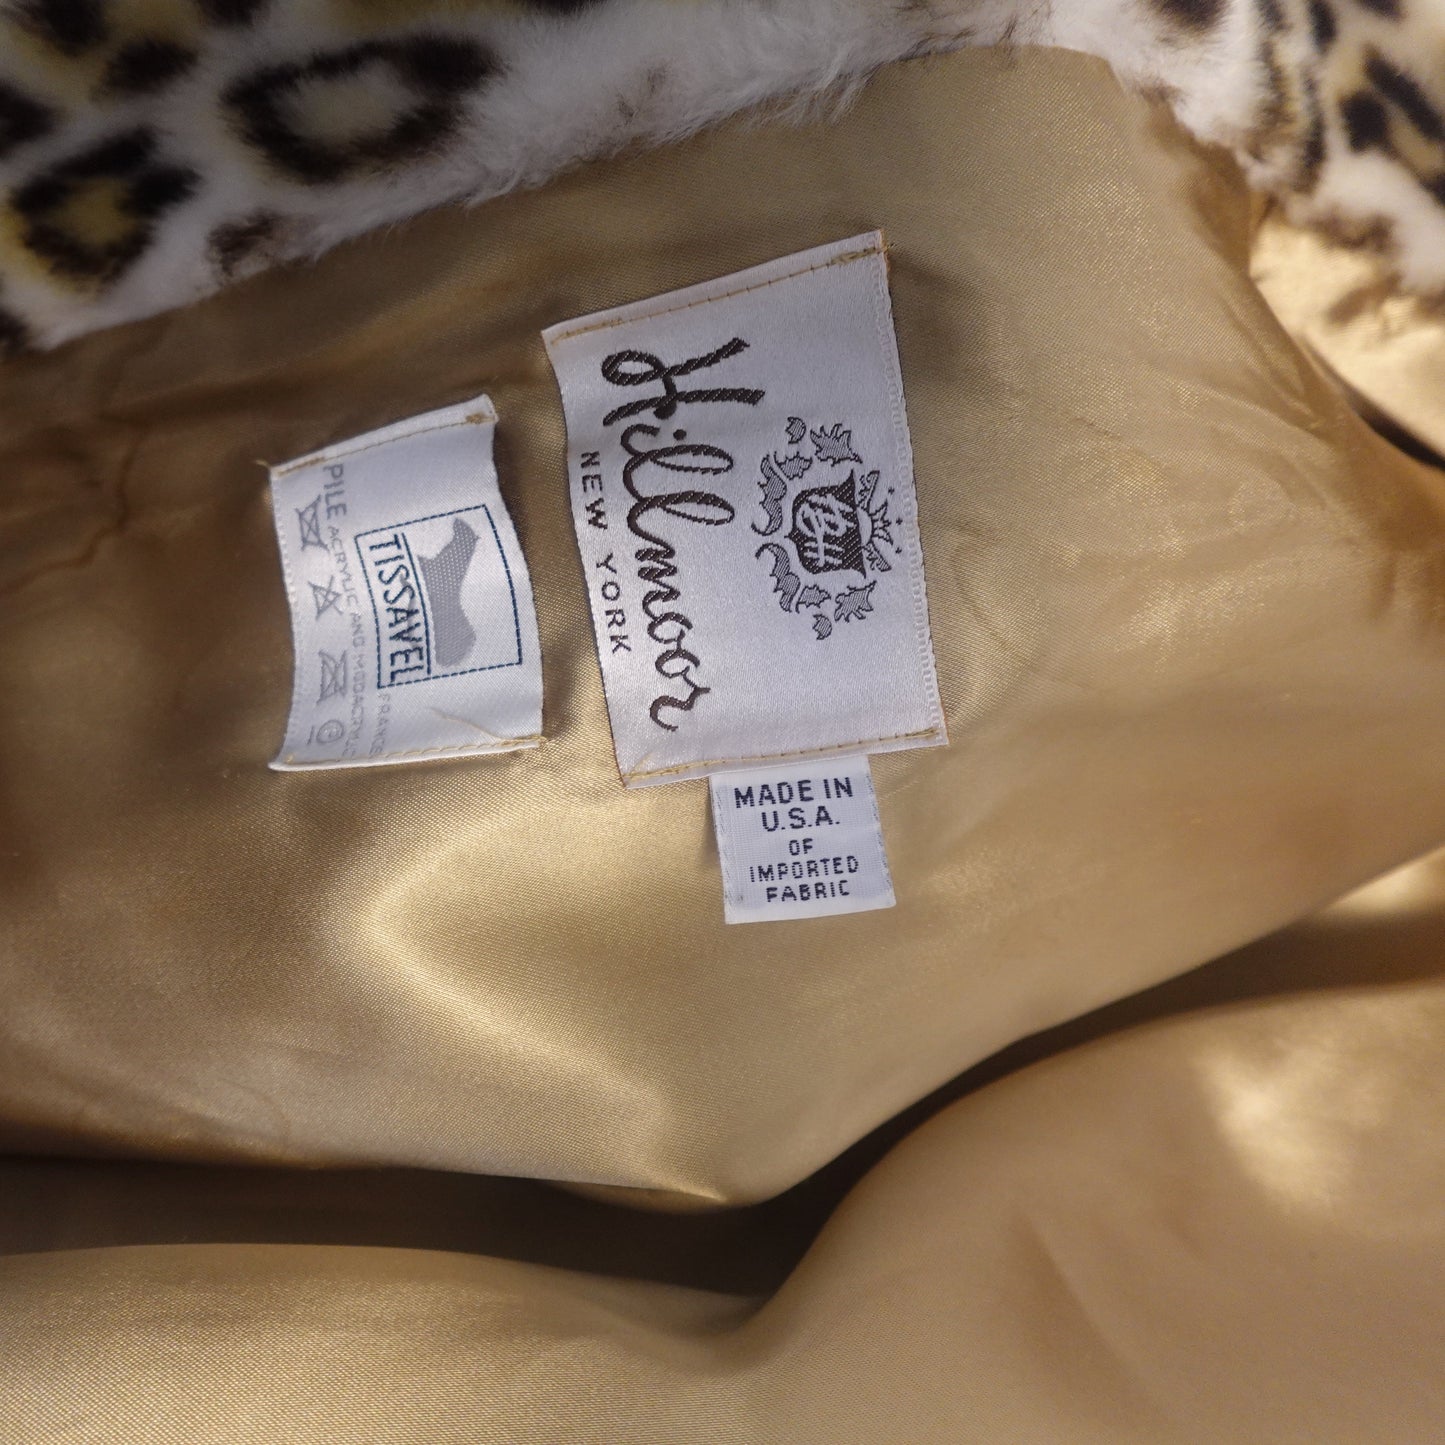 Hillmoor
NEW YORK
MADE IN
U.S.A.
OF
IMPORTED
FABRIC
TISSAVEL
FRANCE
PILE ACRYLIC AND MODACRYLIC